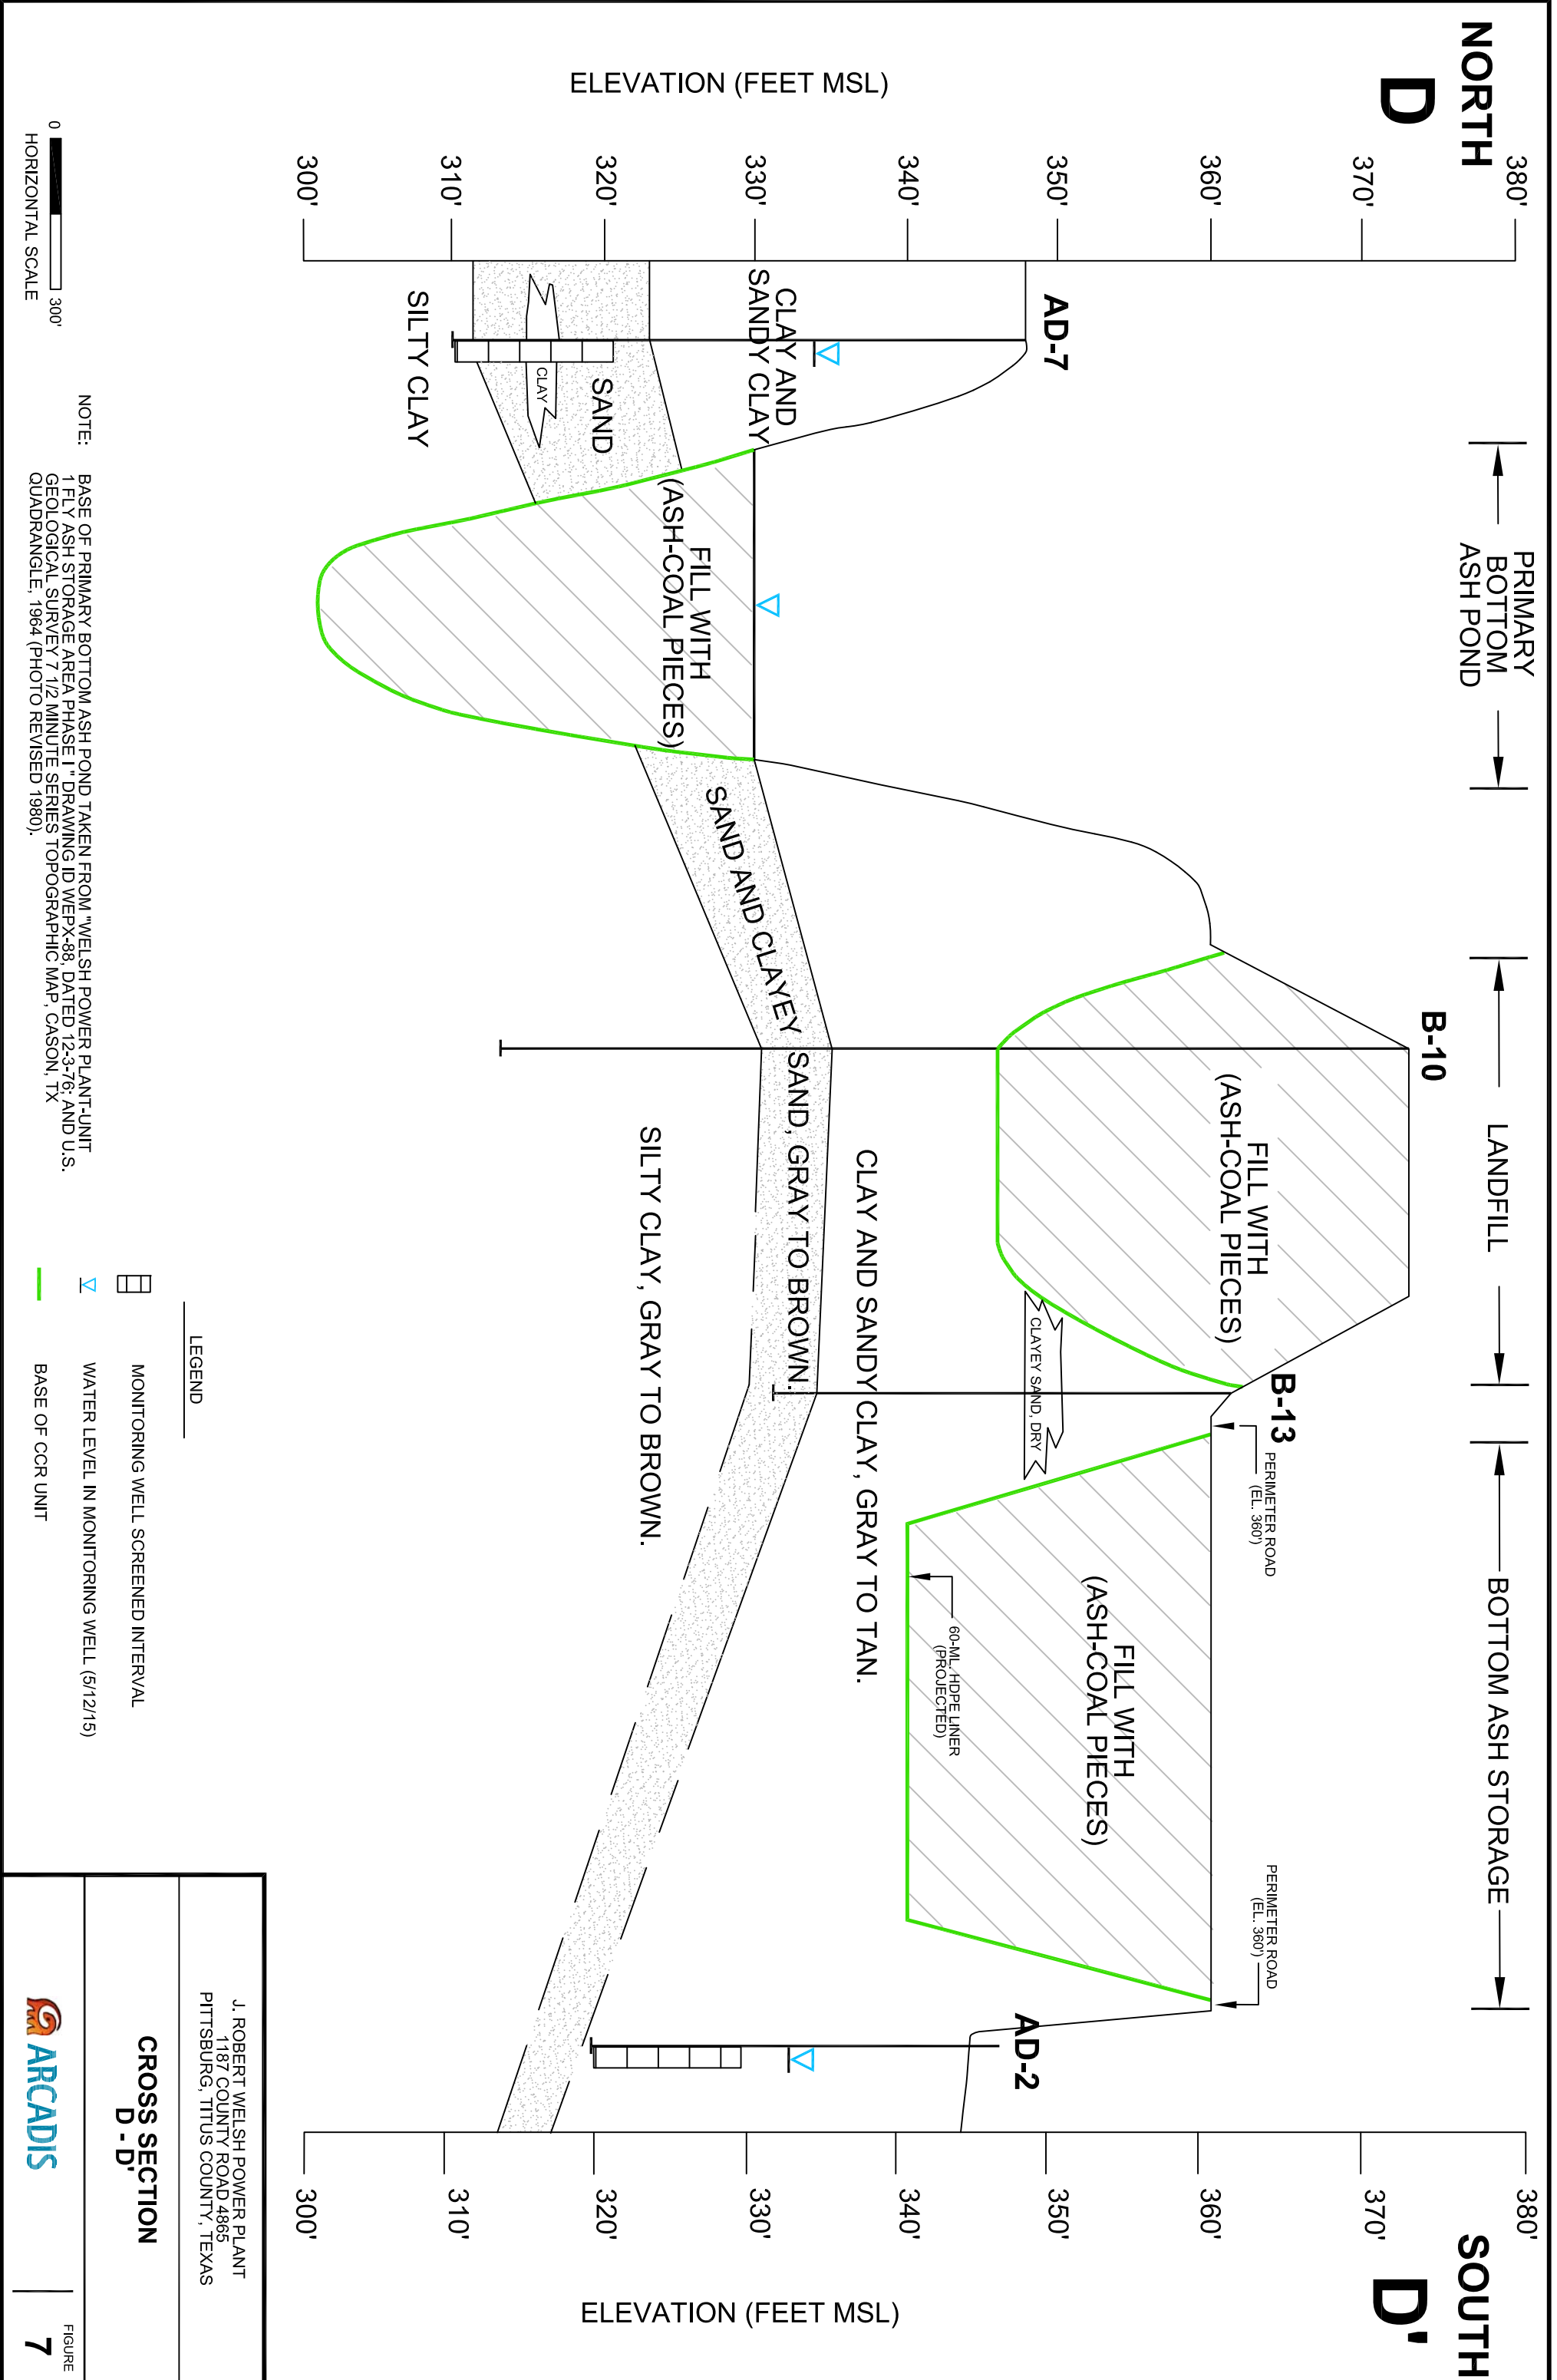 NORTH
D
SOUTH
D'
PRIMARY
BOTTOM
ASH POND
LANDFILL
BOTTOM ASH STORAGE
ELEVATION (FEET MSL)
380'
370'
360'
350'
340'
330'
320'
310'
300'
AD-7
B-10
B-13
AD-2
PERIMETER ROAD
(EL. 360')
PERIMETER ROAD
(EL. 360')
CLAY AND
SANDY CLAY
SAND
CLAY
SILTY CLAY
FILL WITH
(ASH-COAL PIECES)
FILL WITH
(ASH-COAL PIECES)
CLAYEY SAND, DRY
FILL WITH
(ASH-COAL PIECES)
60-ML. HDPE LINER
(PROJECTED)
SAND AND CLAYEY SAND, GRAY TO BROWN.
CLAY AND SANDY CLAY, GRAY TO TAN.
SILTY CLAY, GRAY TO BROWN.
380'
370'
360'
350'
340'
330'
320'
310'
300'
ELEVATION (FEET MSL)
0 300'
HORIZONTAL SCALE
NOTE: BASE OF PRIMARY BOTTOM ASH POND TAKEN FROM "WELSH POWER PLANT-UNIT
1 FLY ASH STORAGE AREA PHASE I " DRAWING ID WEPX-88, DATED 12-3-76; AND U.S.
GEOLOGICAL SURVEY 7 1/2 MINUTE SERIES TOPOGRAPHIC MAP, CASON, TX
QUADRANGLE, 1964 (PHOTO REVISED 1980).
LEGEND
MONITORING WELL SCREENED INTERVAL
WATER LEVEL IN MONITORING WELL (5/12/15)
BASE OF CCR UNIT
J. ROBERT WELSH POWER PLANT
1187 COUNTY ROAD 4865
PITTSBURG, TITUS COUNTY, TEXAS
CROSS SECTION
D - D'
ARCADIS
FIGURE
7